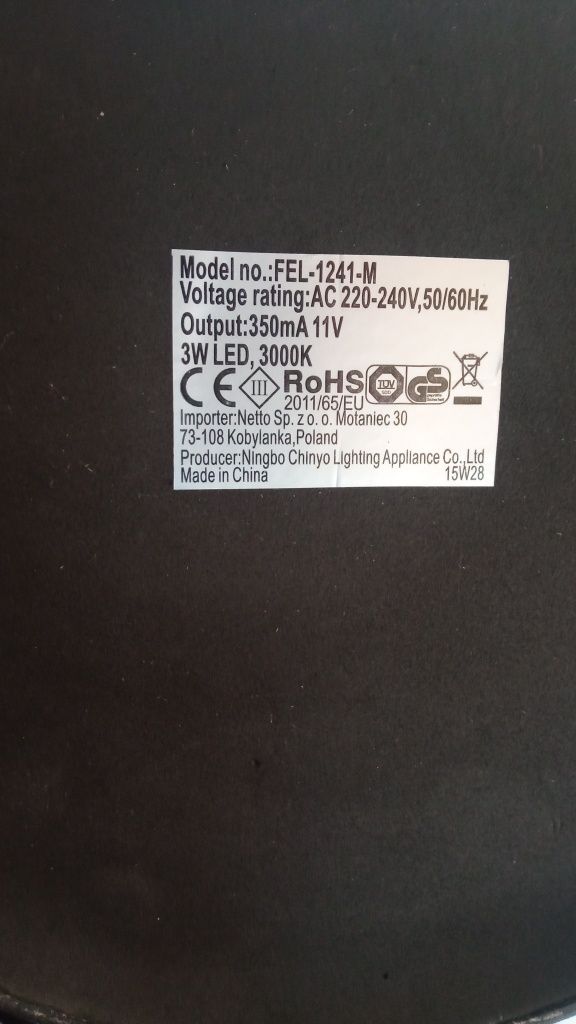 Model no.:FEL-1241-M
Voltage rating:AC 220-240V,50/60Hz
Output:350mA 11V
3W LED, 3000K
CE III RoHS TÜV SÜD GS
2011/65/EU
Importer:Netto Sp. z o. o. Motaniec 30
73-108 Kobylanka,Poland
Producer:NIngbo Chinyo Lighting Appliance Co.,Ltd
Made in China 15W28